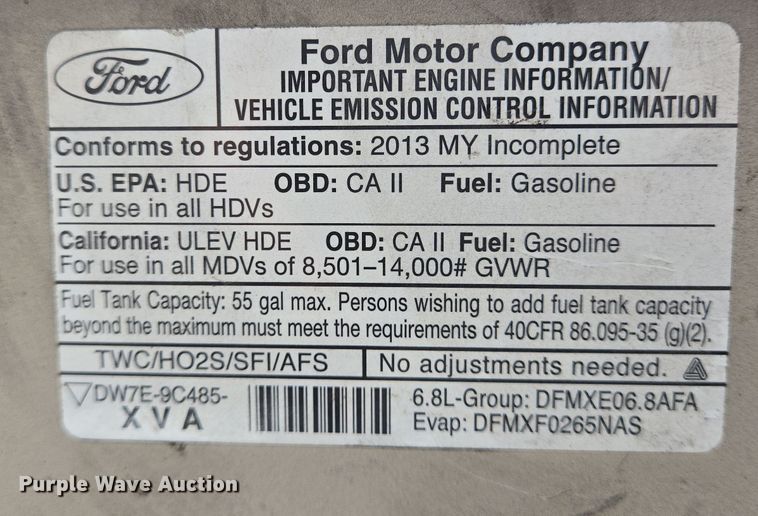 Ford
Ford Motor Company
IMPORTANT ENGINE INFORMATION/
VEHICLE EMISSION CONTROL INFORMATION
Conforms to regulations: 2013 MY Incomplete
U.S. EPA: HDE OBD: CA II Fuel: Gasoline
For use in all HDVs
California: ULEV HDE OBD: CA II Fuel: Gasoline
For use in all MDVs of 8,501–14,000# GVWR
Fuel Tank Capacity: 55 gal max. Persons wishing to add fuel tank capacity
beyond the maximum must meet the requirements of 40CFR 86.095-35 (g)(2).
TWC/HO2S/SFI/AFS No adjustments needed.
DW7E-9C485-
X V A
6.8L-Group: DFMXE06.8AFA
Evap: DFMXF0265NAS
Purple Wave Auction